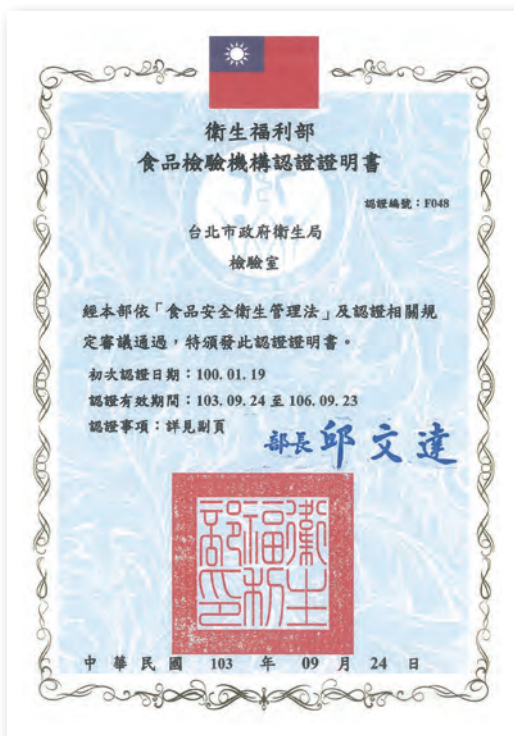 衛生福利部
食品檢驗機構認證證明書
認證編號：F048
台北市政府衛生局
檢驗室
經本部依「食品安全衛生管理法」及認證相關規
定審議通過，特頒發此認證證明書。
初次認證日期：100.01.19
認證有效期間：103.09.24 至 106.09.23
認證事項：詳見副頁
部長 邱文達
衛生福利部印
中華民國 103 年 09 月 24 日